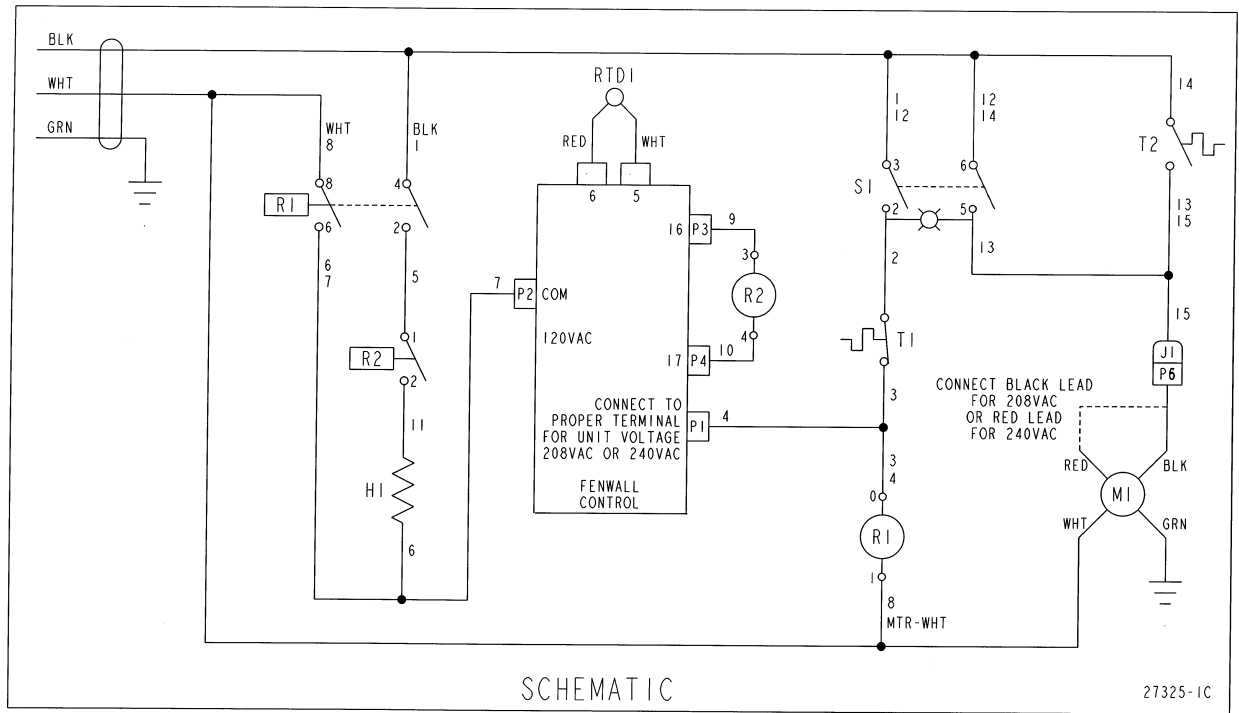 BLK
WHT
GRN
WHT
8
BLK
1
RTD1
RED
WHT
6
5
1
12
12
14
14
T2
8
4
R1
6
2
6
7
5
1
R2
2
11
H1
6
7
P2
COM
120VAC
16
P3
9
3
R2
4
17
P4
10
CONNECT TO
PROPER TERMINAL
FOR UNIT VOLTAGE
208VAC OR 240VAC
P1
4
FENWALL
CONTROL
3
6
S1
2
5
13
13
15
2
T1
3
15
J1
P6
CONNECT BLACK LEAD
FOR 208VAC
OR RED LEAD
FOR 240VAC
3
4
0
R1
1
8
MTR-WHT
RED
BLK
M1
WHT
GRN
SCHEMATIC
27325-1C